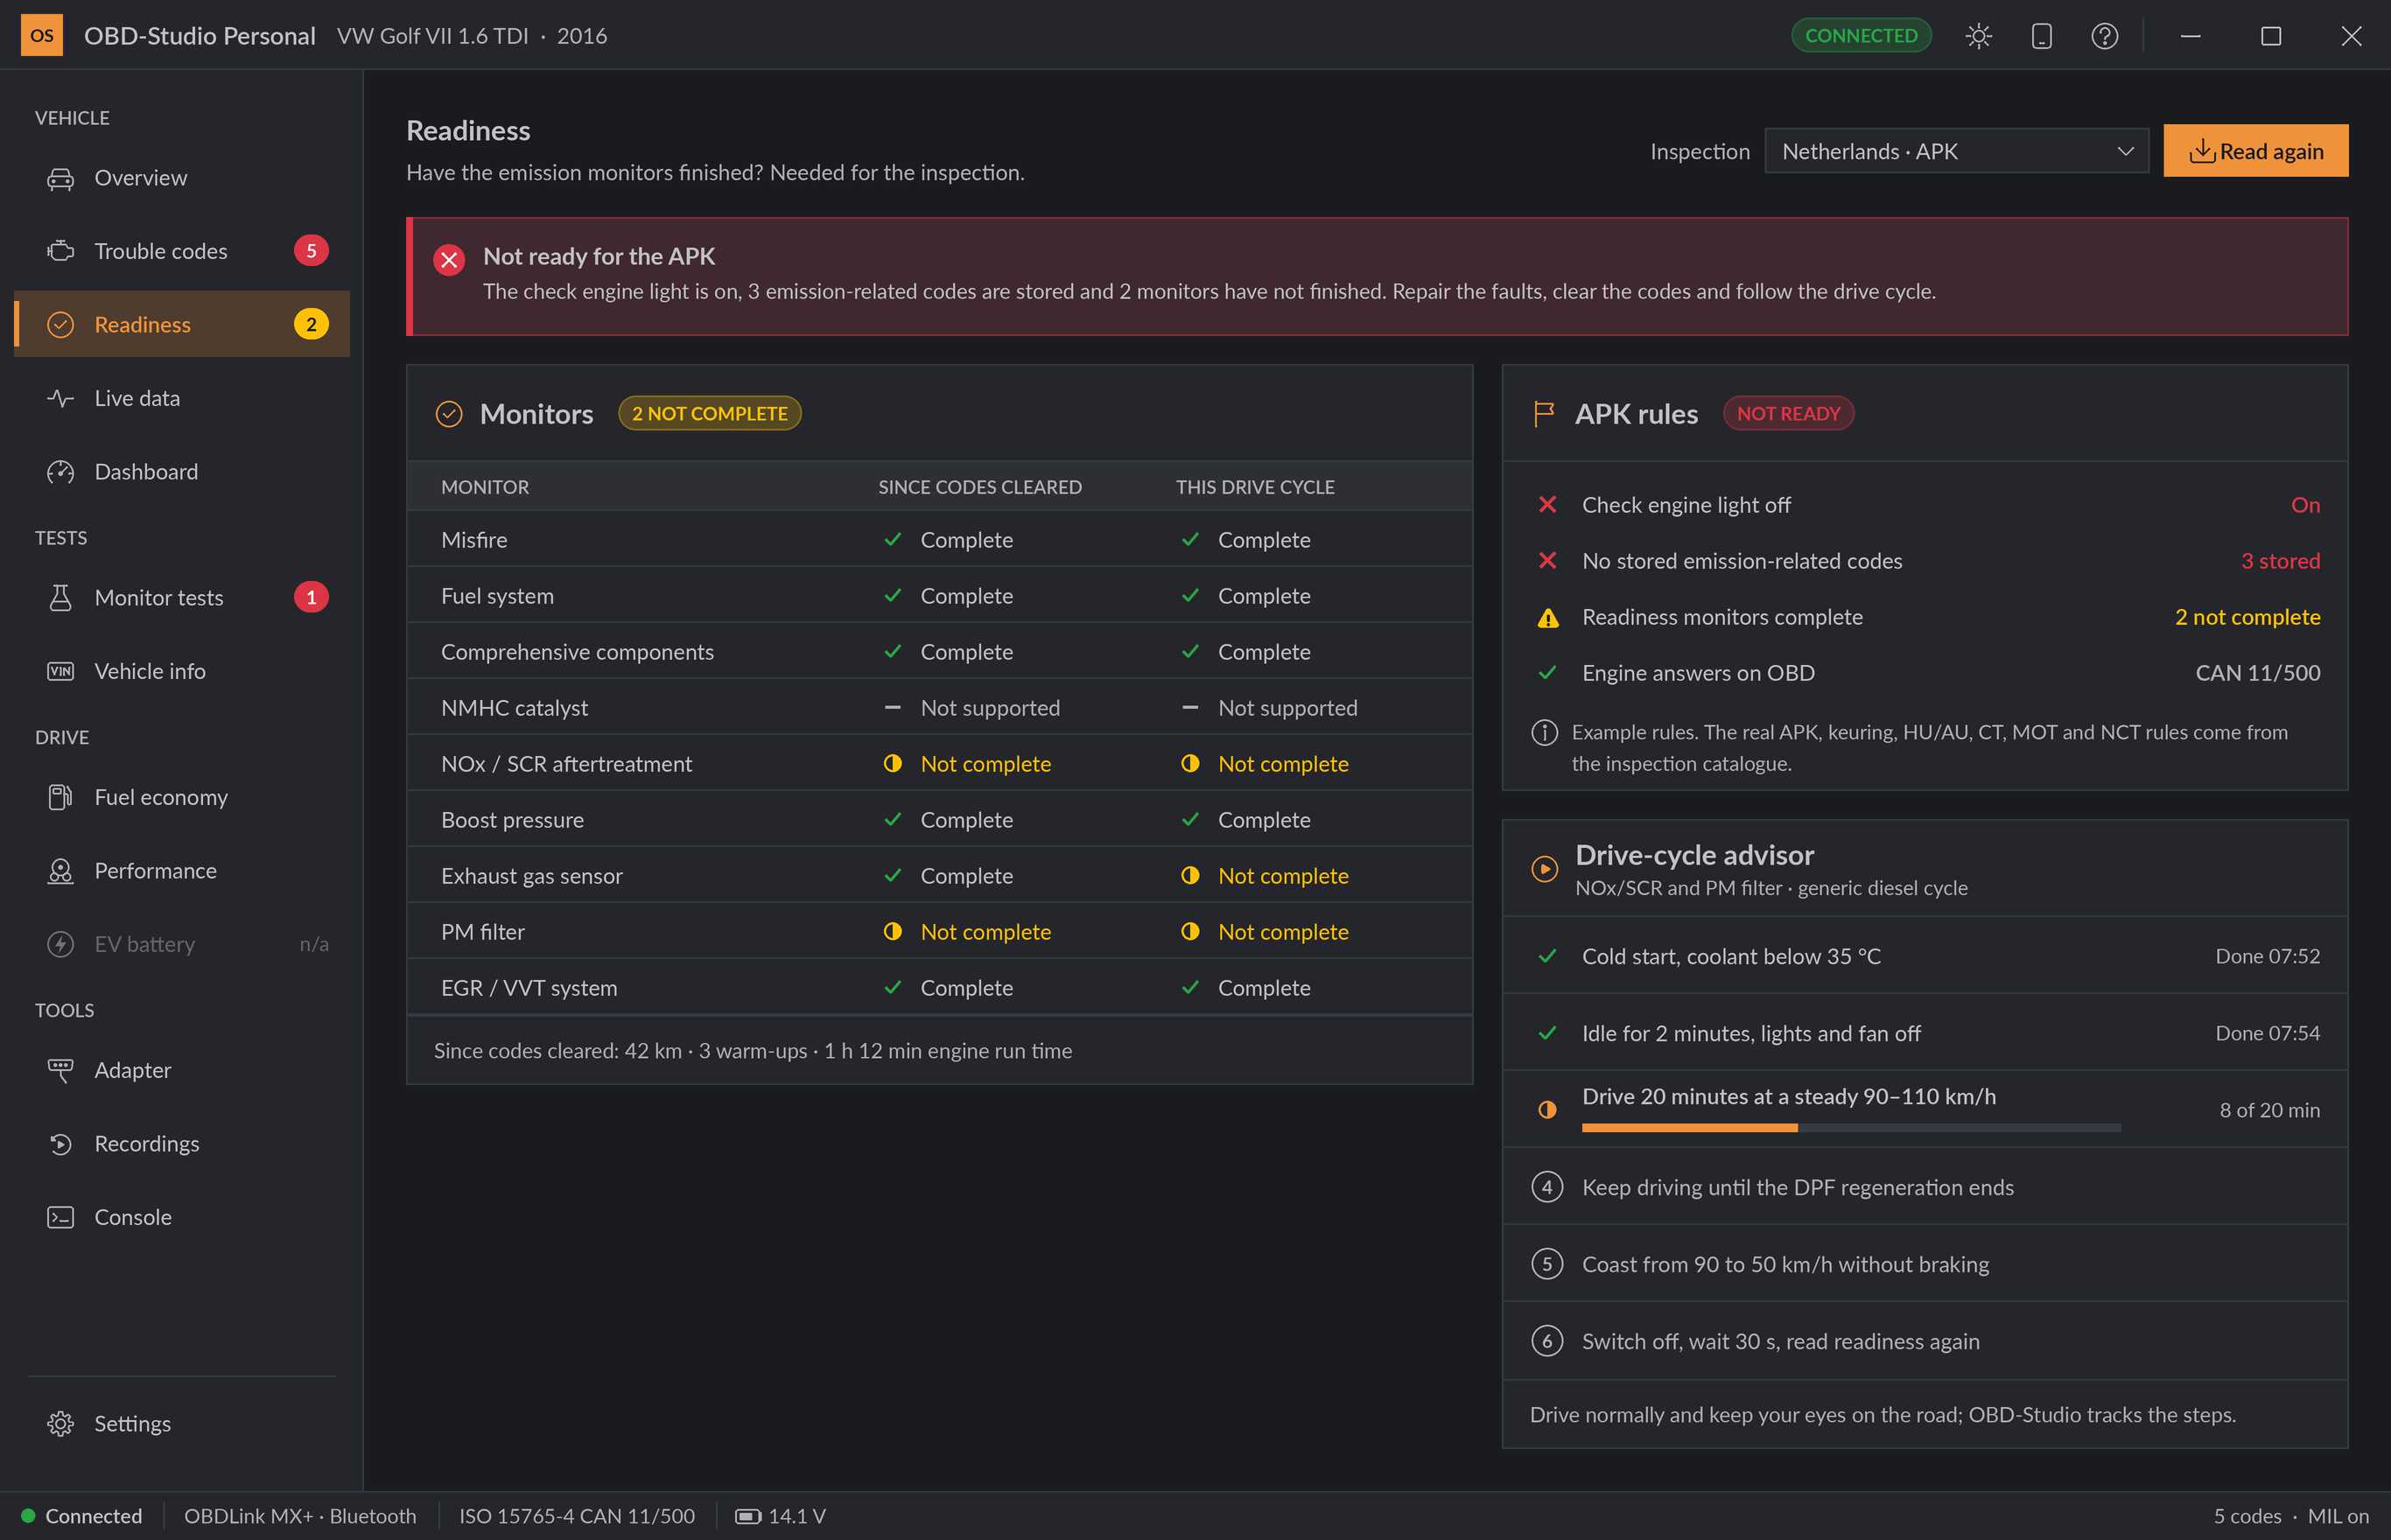 OS OBD-Studio Personal VW Golf VII 1.6 TDI · 2016 CONNECTED
VEHICLE
Overview
Trouble codes 5
Readiness 2
Live data
Dashboard
TESTS
Monitor tests 1
VIN Vehicle info
DRIVE
Fuel economy
Performance
EV battery n/a
TOOLS
Adapter
Recordings
Console
Settings
Readiness
Have the emission monitors finished? Needed for the inspection.
Inspection Netherlands · APK Read again
Not ready for the APK
The check engine light is on, 3 emission-related codes are stored and 2 monitors have not finished. Repair the faults, clear the codes and follow the drive cycle.
Monitors 2 NOT COMPLETE
MONITOR SINCE CODES CLEARED THIS DRIVE CYCLE
Misfire Complete Complete
Fuel system Complete Complete
Comprehensive components Complete Complete
NMHC catalyst Not supported Not supported
NOx / SCR aftertreatment Not complete Not complete
Boost pressure Complete Complete
Exhaust gas sensor Complete Not complete
PM filter Not complete Not complete
EGR / VVT system Complete Complete
Since codes cleared: 42 km · 3 warm-ups · 1 h 12 min engine run time
APK rules NOT READY
Check engine light off On
No stored emission-related codes 3 stored
Readiness monitors complete 2 not complete
Engine answers on OBD CAN 11/500
Example rules. The real APK, keuring, HU/AU, CT, MOT and NCT rules come from
the inspection catalogue.
Drive-cycle advisor
NOx/SCR and PM filter · generic diesel cycle
Cold start, coolant below 35 °C Done 07:52
Idle for 2 minutes, lights and fan off Done 07:54
Drive 20 minutes at a steady 90–110 km/h 8 of 20 min
4 Keep driving until the DPF regeneration ends
5 Coast from 90 to 50 km/h without braking
6 Switch off, wait 30 s, read readiness again
Drive normally and keep your eyes on the road; OBD-Studio tracks the steps.
Connected OBDLink MX+ · Bluetooth ISO 15765-4 CAN 11/500 14.1 V 5 codes · MIL on